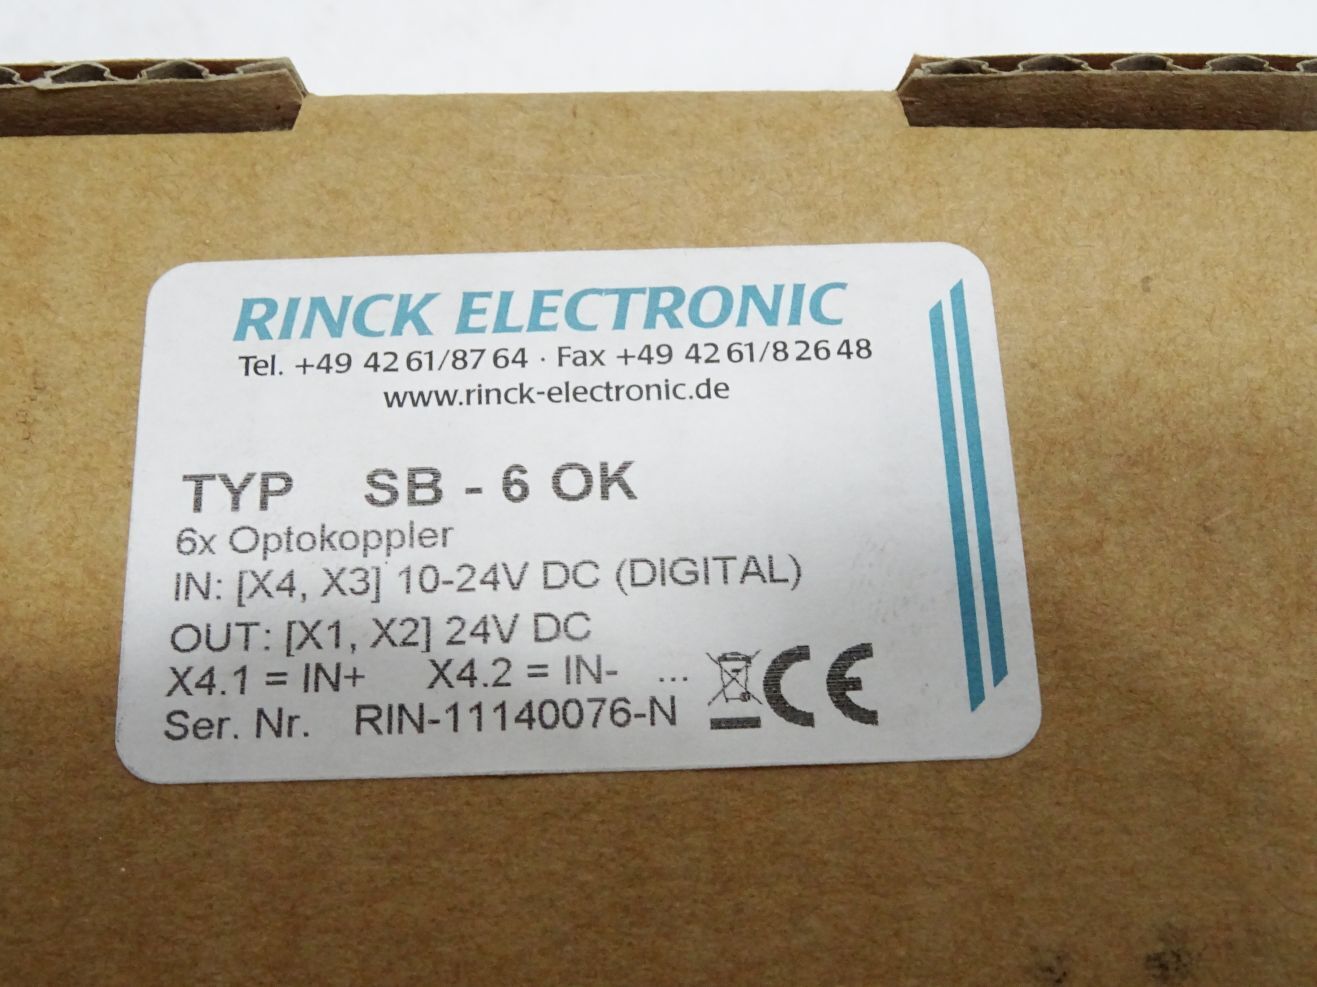 RINCK ELECTRONIC
Tel. +49 42 61/87 64 · Fax +49 42 61/8 26 48
www.rinck-electronic.de
TYP SB - 6 OK
6x Optokoppler
IN: [X4, X3] 10-24V DC (DIGITAL)
OUT: [X1, X2] 24V DC
X4.1 = IN+ X4.2 = IN- ...
Ser. Nr. RIN-11140076-N CE